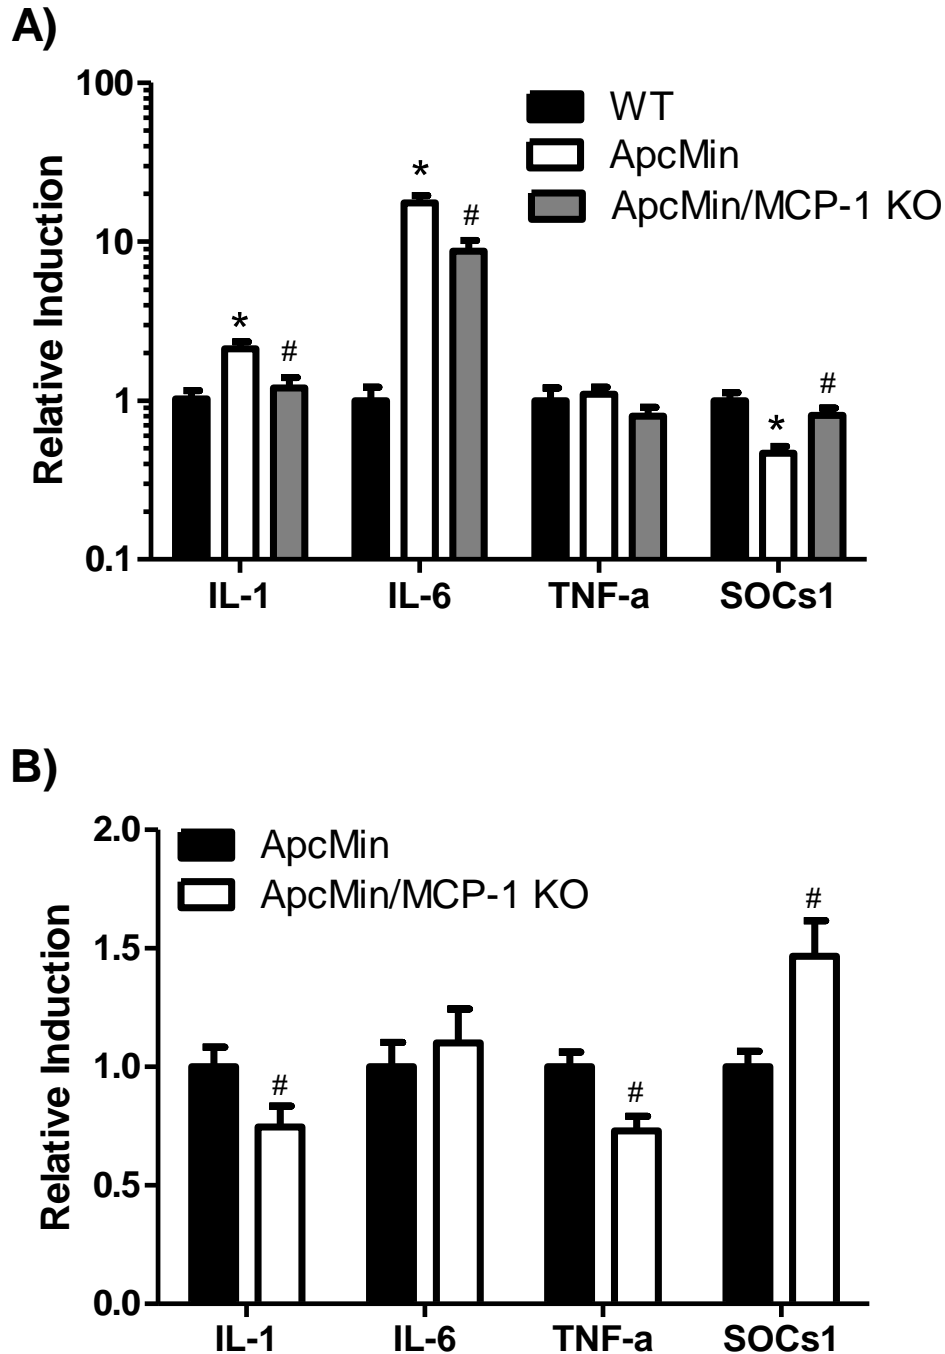 A)
100
10
1
0.1
Relative Induction
WT
ApcMin
ApcMin/MCP-1 KO
*
#
*
#
*
#
IL-1 IL-6 TNF-a SOCs1
B)
2.0
1.5
1.0
0.5
0.0
Relative Induction
ApcMin
ApcMin/MCP-1 KO
#
#
#
IL-1 IL-6 TNF-a SOCs1